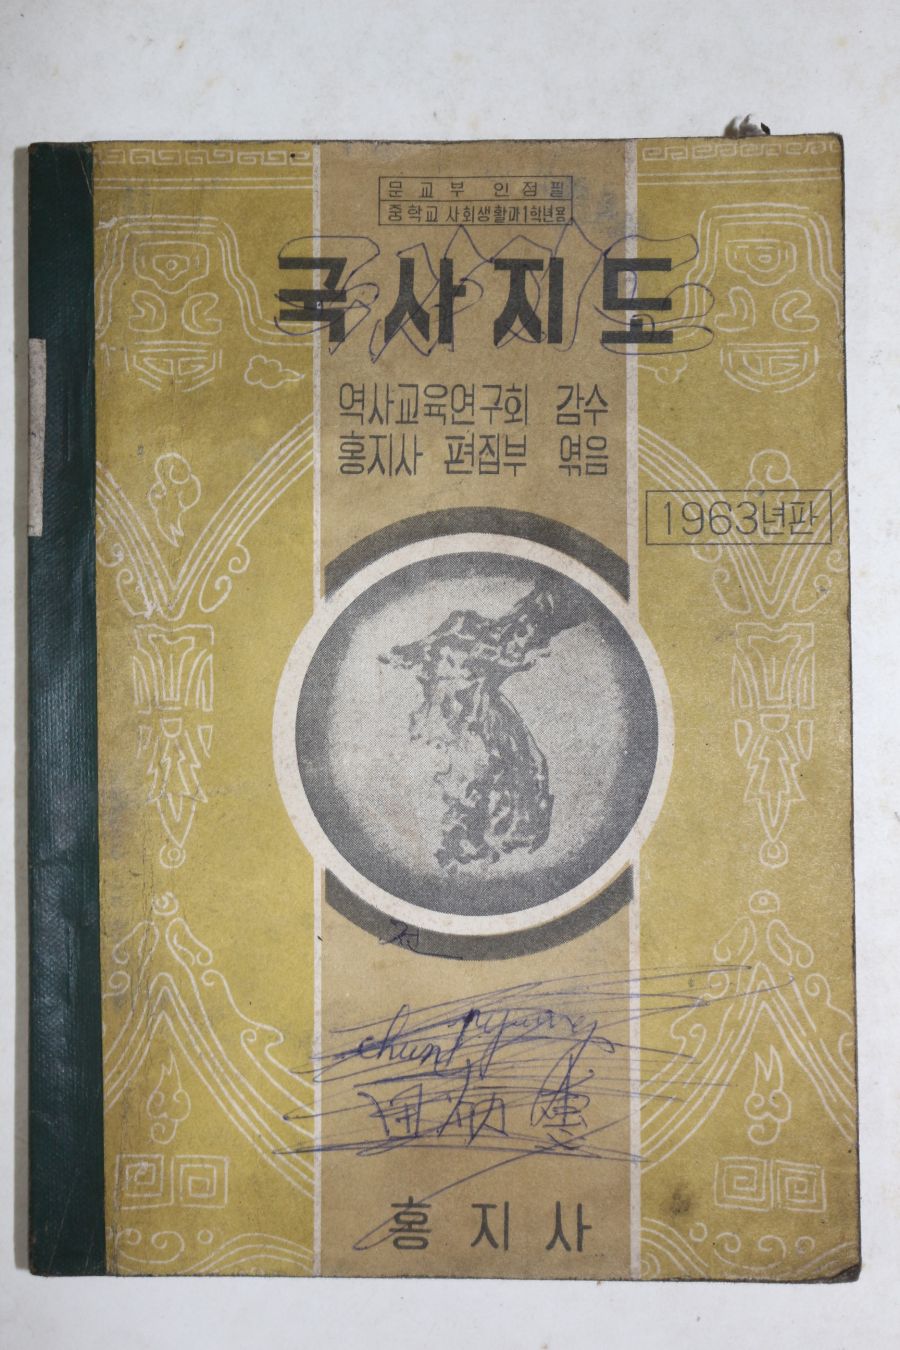 문교부 인정필
중학교 사회생활과 1학년용
국사지도
역사교육연구회 감수
홍지사 편집부 엮음
1963년판
홍지사